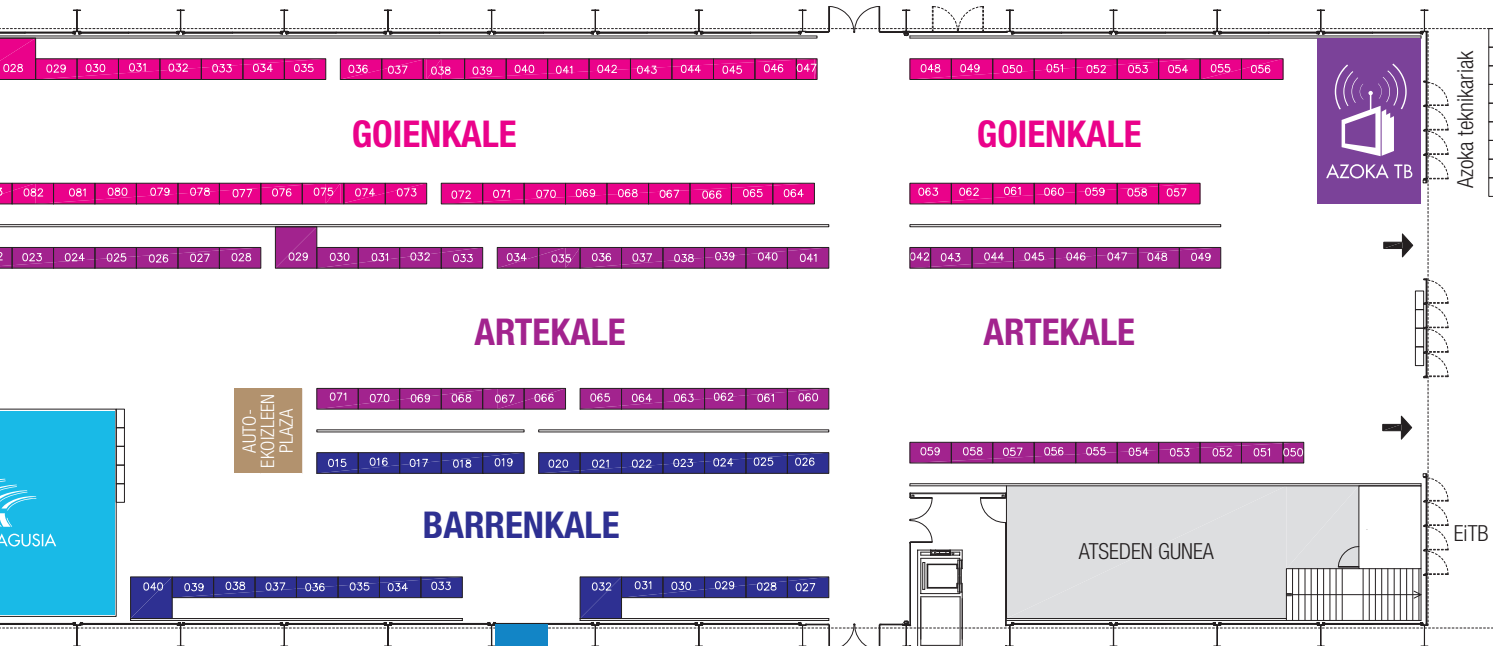 028 029 030 031 032 033 034 035 036 037 038 039 040 041 042 043 044 045 046 047 048 049 050 051 052 053 054 055 056
Azoka teknikariak
GOIENKALE GOIENKALE
AZOKA TB
082 081 080 079 078 077 076 075 074 073 072 071 070 069 068 067 066 065 064 063 062 061 060 059 058 057
023 024 025 026 027 028 029 030 031 032 033 034 035 036 037 038 039 040 041 042 043 044 045 046 047 048 049
ARTEKALE ARTEKALE
AUTO-
EKOIZLEEN
PLAZA
071 070 069 068 067 066 065 064 063 062 061 060
059 058 057 056 055 054 053 052 051 050
015 016 017 018 019 020 021 022 023 024 025 026
BARRENKALE
AGUSIA
ATSEDEN GUNEA
EiTB
040 039 038 037 036 035 034 033 032 031 030 029 028 027